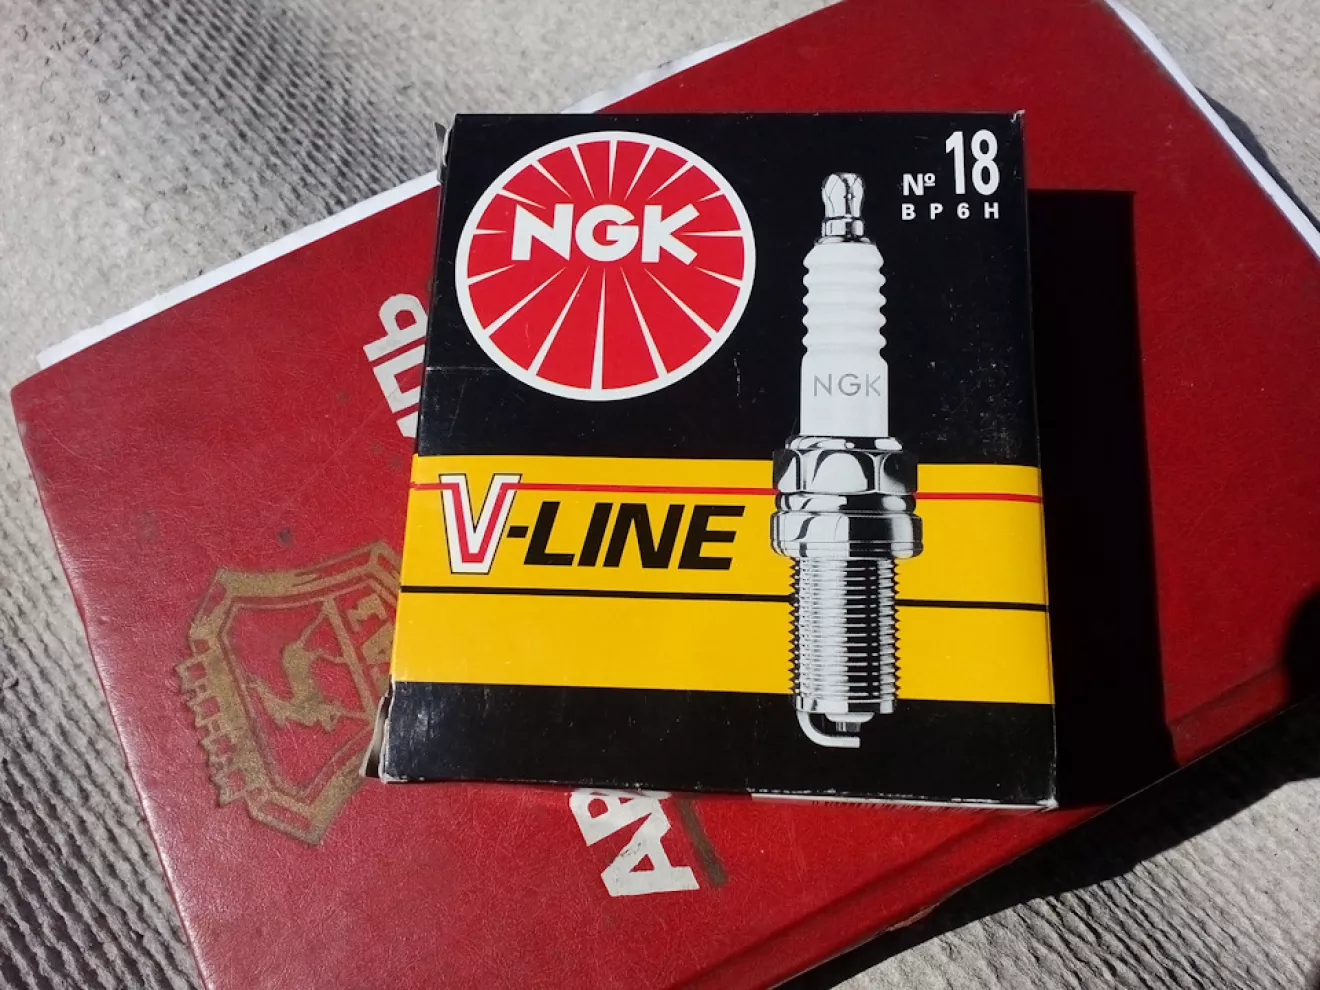 NGK
Nº 18
BP6H
NGK
V-LINE